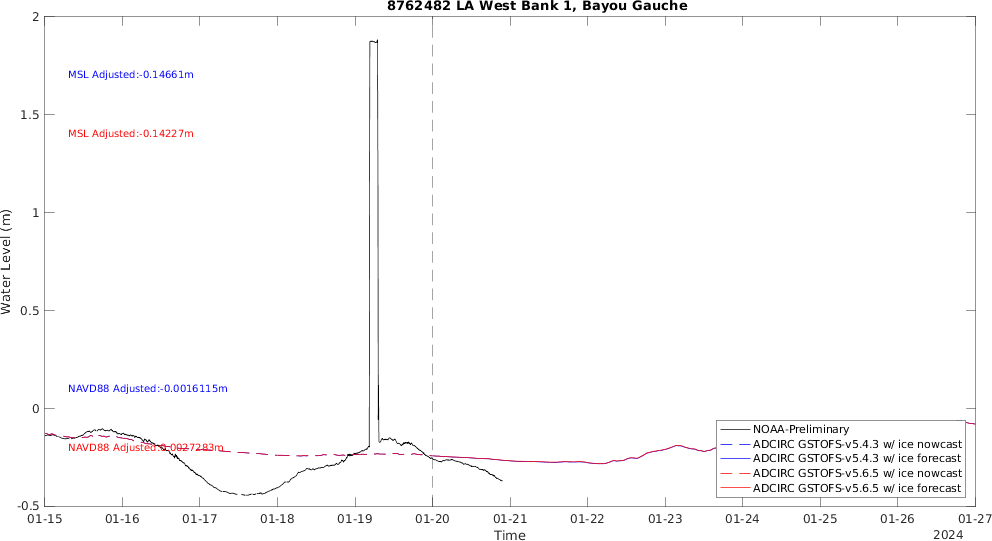 8762482 LA West Bank 1, Bayou Gauche
2
1.5
1
0.5
0
-0.5
Water Level (m)
MSL Adjusted:-0.14661m
MSL Adjusted:-0.14227m
NAVD88 Adjusted:-0.0016115m
NAVD88 Adjusted:0.0027283m
NOAA-Preliminary
ADCIRC GSTOFS-v5.4.3 w/ ice nowcast
ADCIRC GSTOFS-v5.4.3 w/ ice forecast
ADCIRC GSTOFS-v5.6.5 w/ ice nowcast
ADCIRC GSTOFS-v5.6.5 w/ ice forecast
01-15 01-16 01-17 01-18 01-19 01-20 01-21 01-22 01-23 01-24 01-25 01-26 01-27
Time
2024